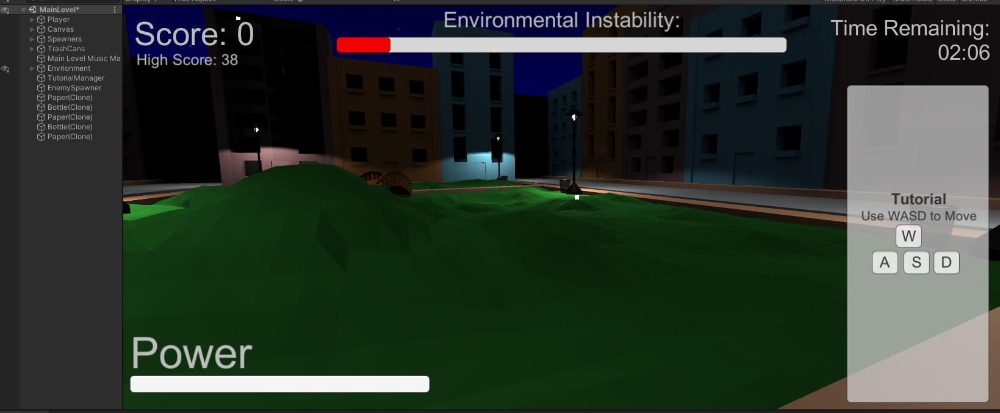 MainLevel*
Player
Canvas
Spawners
TrashCans
Main Level Music Ma
Envrionment
TutorialManager
EnemySpawner
Paper(Clone)
Bottle(Clone)
Paper(Clone)
Bottle(Clone)
Paper(Clone)
Score: 0
High Score: 38
Environmental Instability:
Time Remaining:
02:06
Tutorial
Use WASD to Move
W
A S D
Power